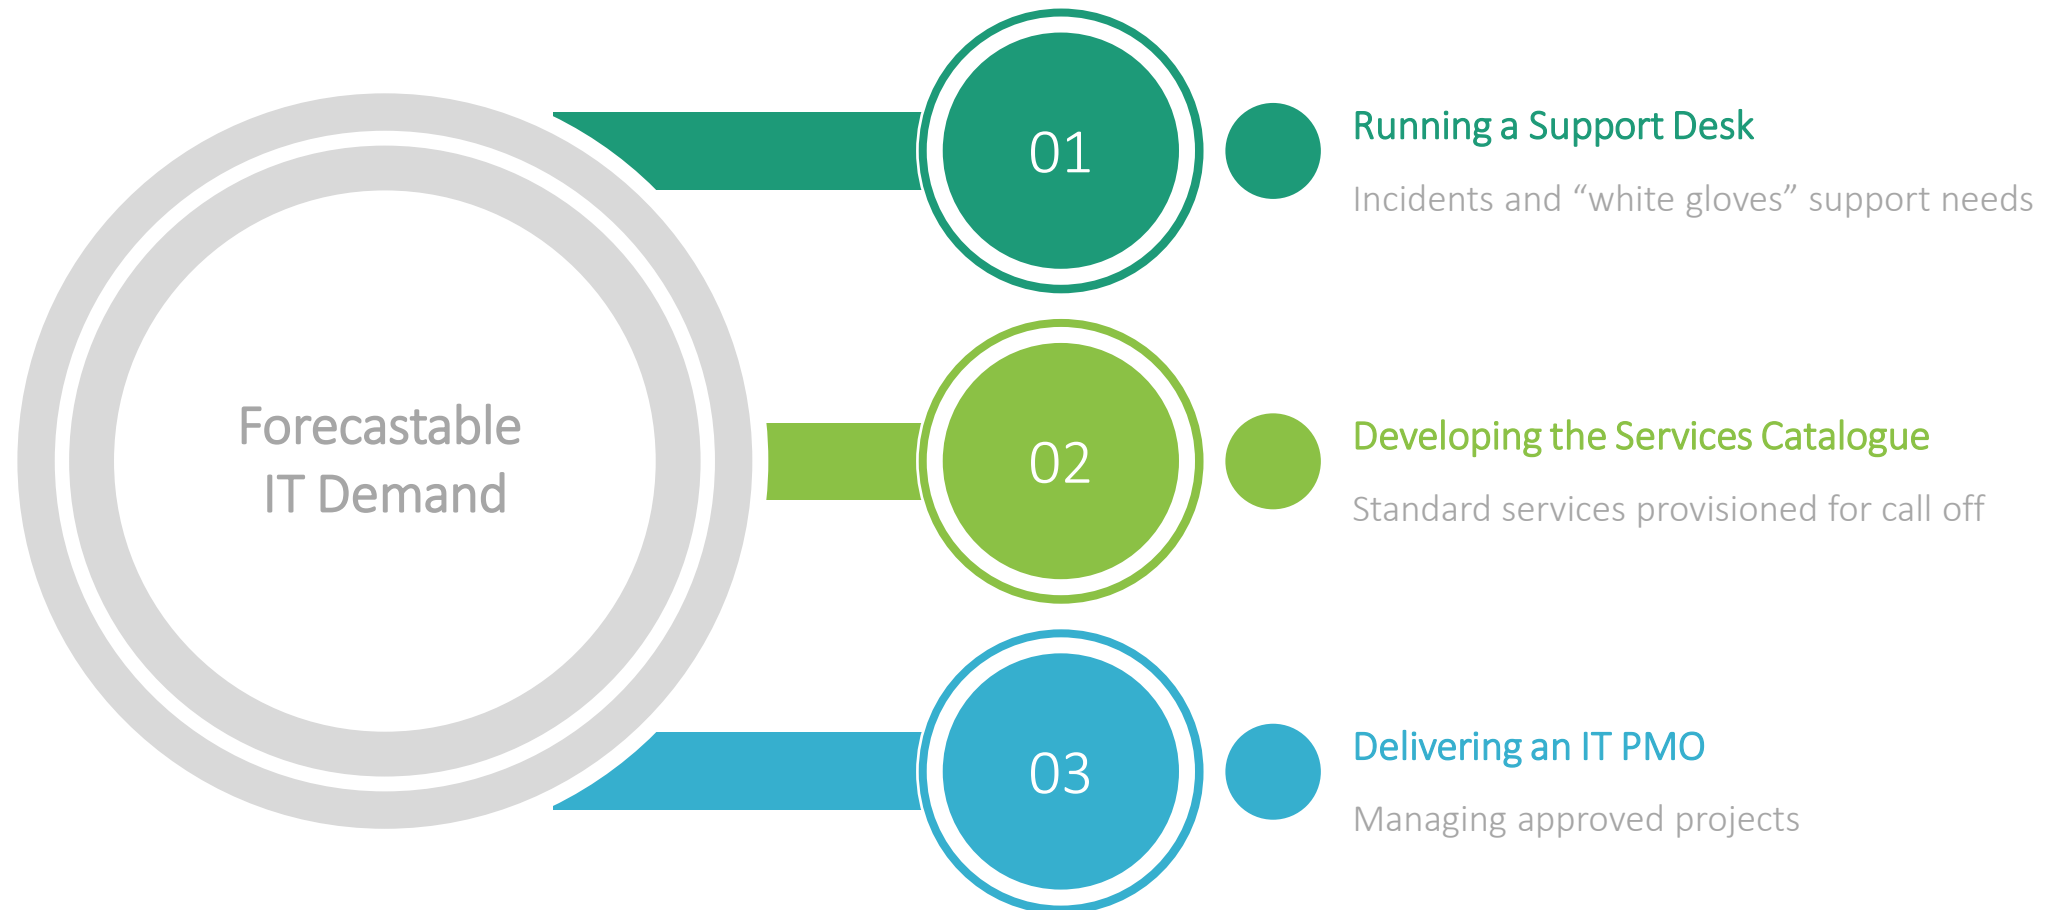 Forecastable
IT Demand
01
Running a Support Desk
Incidents and “white gloves” support needs
02
Developing the Services Catalogue
Standard services provisioned for call off
03
Delivering an IT PMO
Managing approved projects